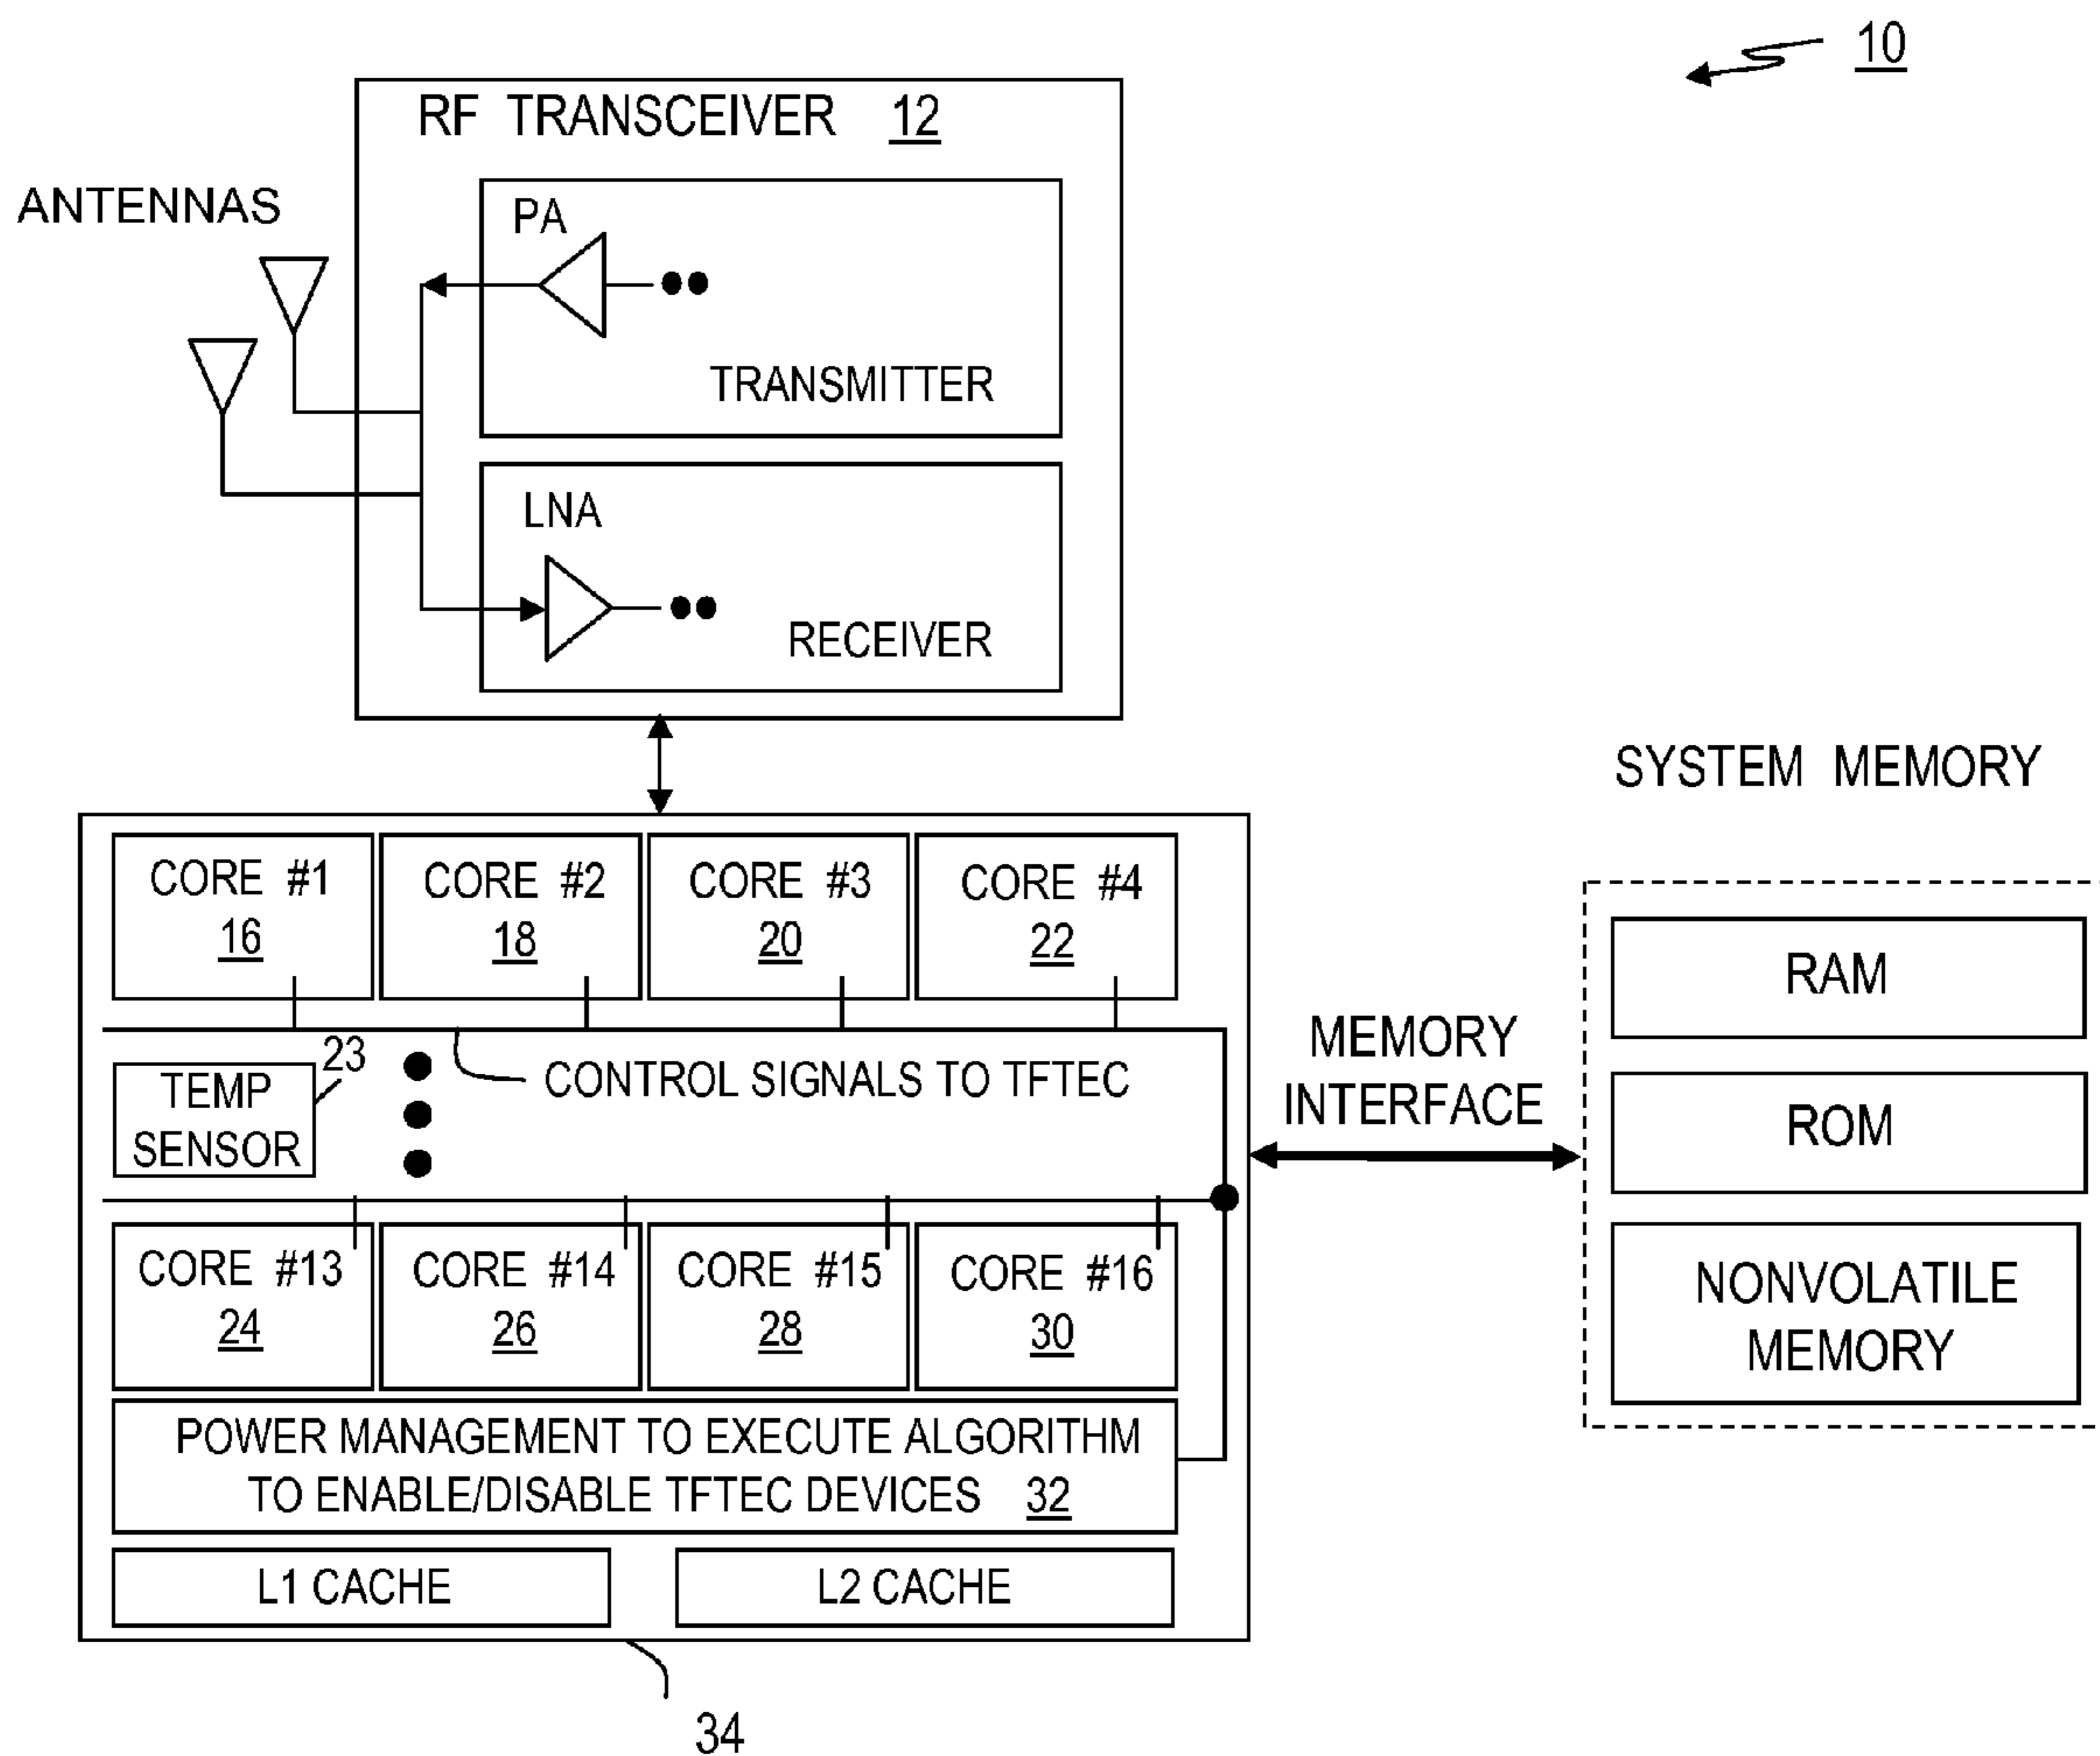 10
RF TRANSCEIVER 12
ANTENNAS
PA
TRANSMITTER
LNA
RECEIVER
SYSTEM MEMORY
CORE #1
16
CORE #2
18
CORE #3
20
CORE #4
22
RAM
MEMORY
INTERFACE
23
TEMP
SENSOR
CONTROL SIGNALS TO TFTEC
ROM
CORE #13
24
CORE #14
26
CORE #15
28
CORE #16
30
NONVOLATILE
MEMORY
POWER MANAGEMENT TO EXECUTE ALGORITHM
TO ENABLE/DISABLE TFTEC DEVICES 32
L1 CACHE
L2 CACHE
34